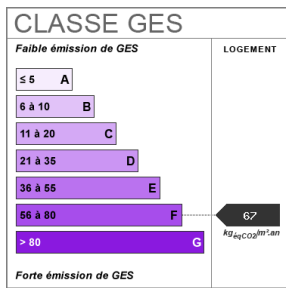 CLASSE GES
Faible émission de GES
LOGEMENT
≤ 5 A
6 à 10 B
11 à 20 C
21 à 35 D
36 à 55 E
56 à 80 F
67
kgéqCO2/m².an
> 80 G
Forte émission de GES